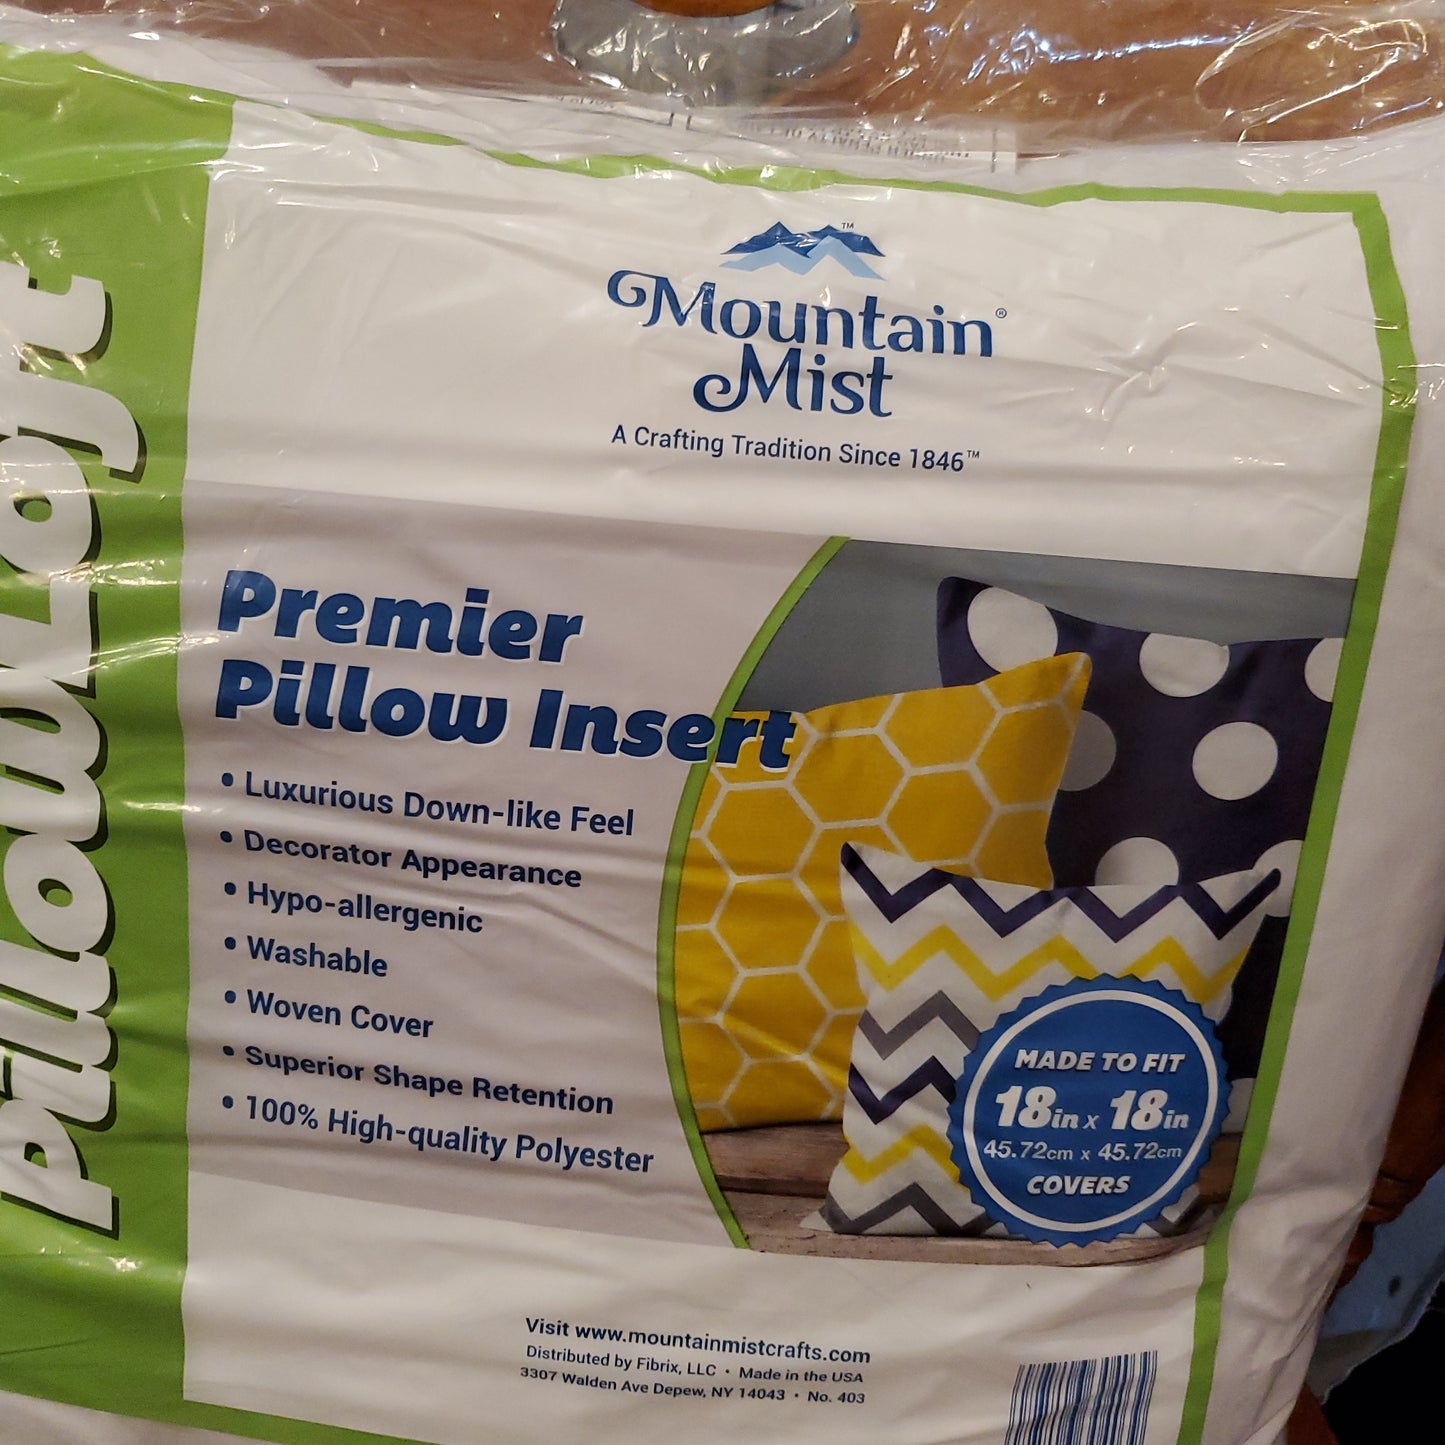 PillowLoft
™
Mountain®
Mist
A Crafting Tradition Since 1846™
Premier
Pillow Insert
• Luxurious Down-like Feel
• Decorator Appearance
• Hypo-allergenic
• Washable
• Woven Cover
• Superior Shape Retention
• 100% High-quality Polyester
MADE TO FIT
18in x 18in
45.72cm x 45.72cm
COVERS
Visit www.mountainmistcrafts.com
Distributed by Fibrix, LLC • Made in the USA
3307 Walden Ave Depew, NY 14043 • No. 403